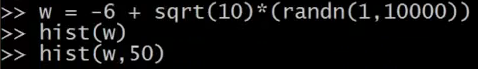 >> w = -6 + sqrt(10)*(randn(1,10000))
>> hist(w)
>> hist(w,50)